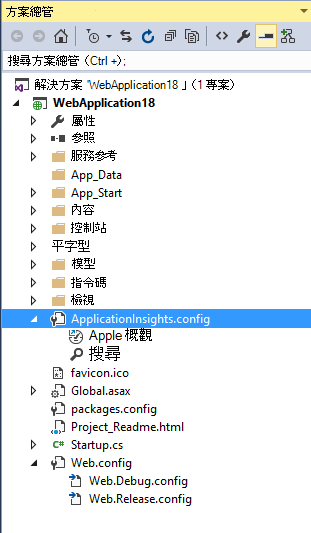 方案總管
搜尋方案總管（Ctrl +);
解決方案 'WebApplication18 」（1 專案）
WebApplication18
屬性
參照
服務參考
App_Data
App_Start
內容
控制站
平字型
模型
指令碼
檢視
ApplicationInsights.config
Apple 概觀
搜尋
favicon.ico
Global.asax
packages.config
Project_Readme.html
Startup.cs
Web.config
Web.Debug.config
Web.Release.config